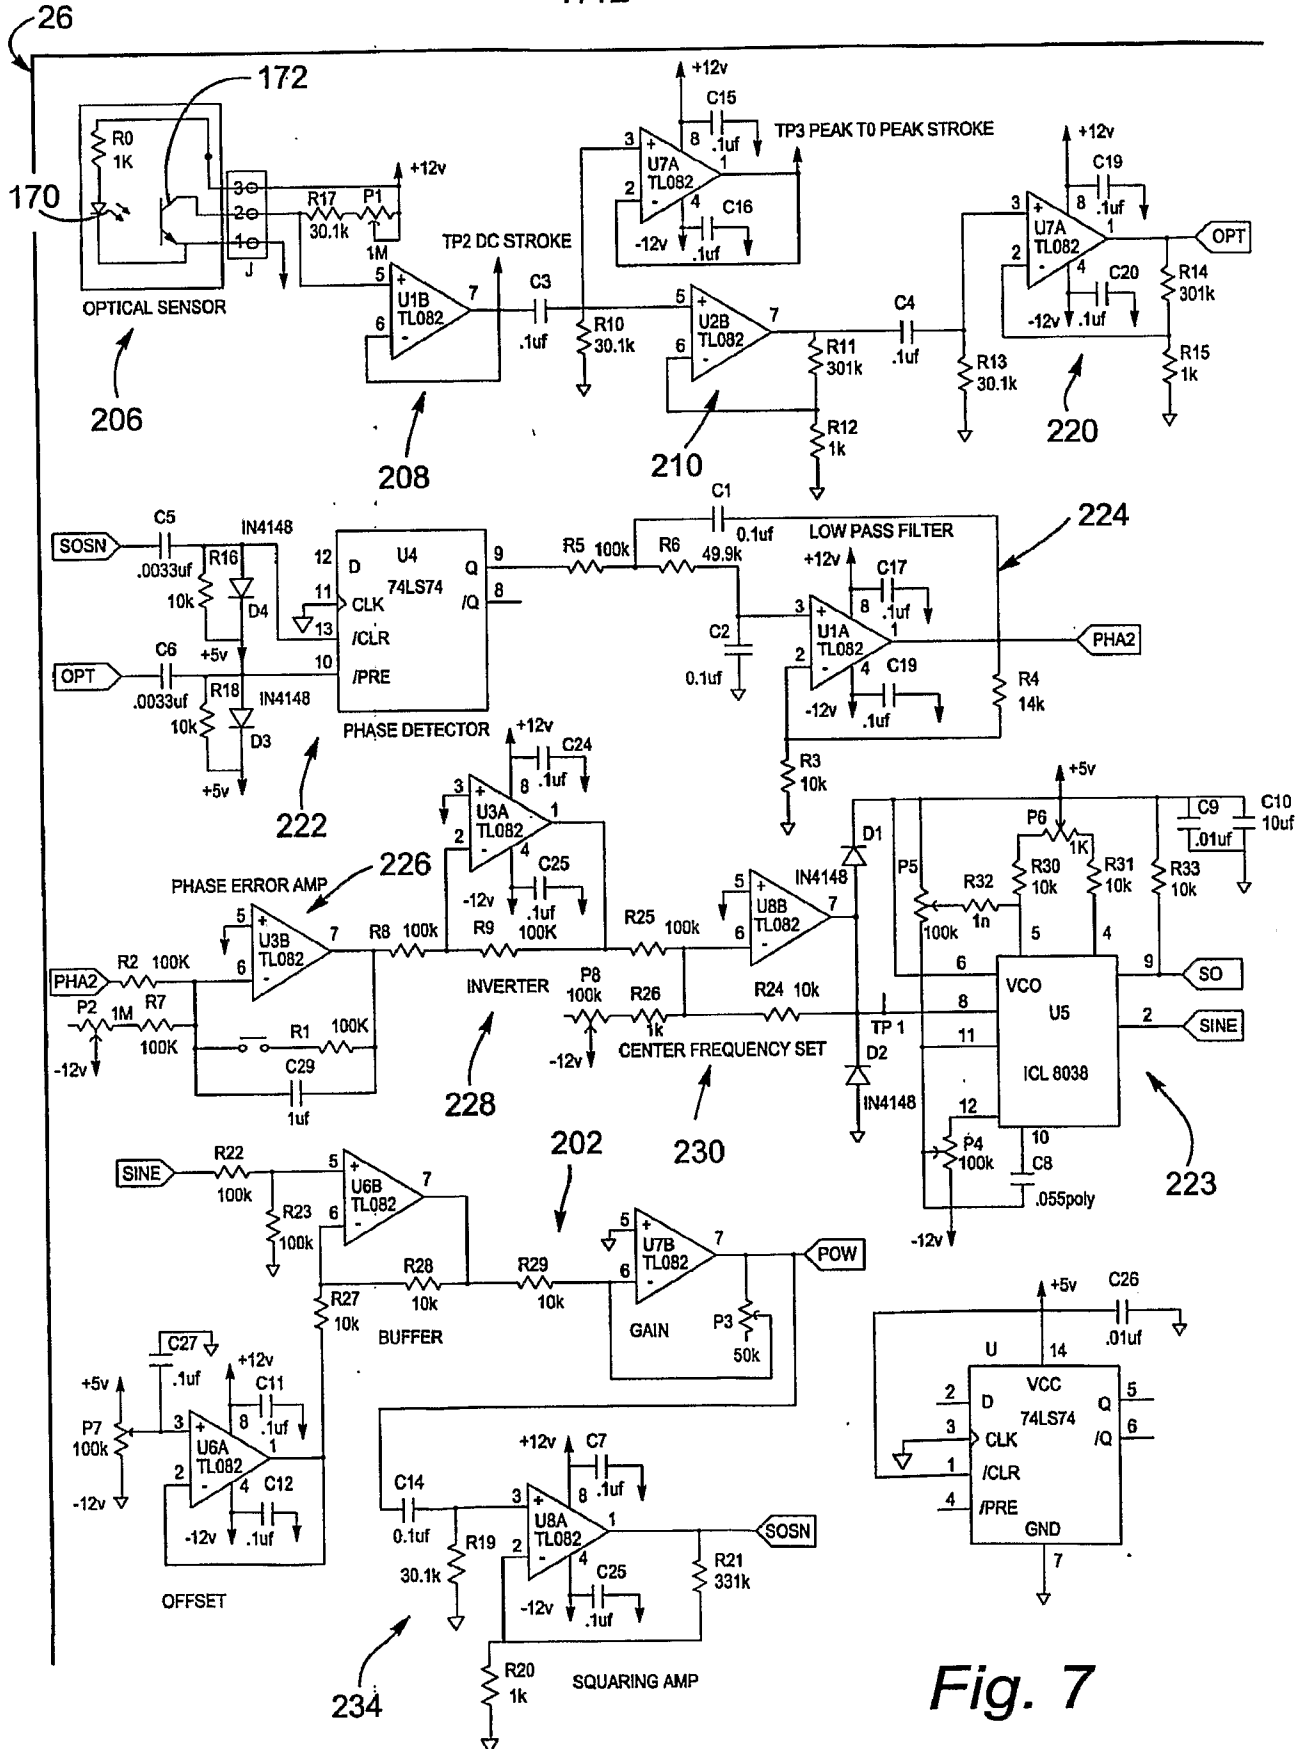 26
172
+12v
C15
.1uf
TP3 PEAK TO PEAK STROKE
+12v
C19
.1uf
R0
1K
170
3
2
1
J
R17
30.1k
P1
1M
+12v
3
+
8
1
U7A
TL082
2
-
4
-12v
C16
.1uf
3
+
8
1
U7A
TL082
2
-
4
-12v
C20
.1uf
OPT
R14
301k
R15
1k
TP2 DC STROKE
OPTICAL SENSOR
206
5
+
7
U1B
TL082
6
-
208
C3
.1uf
R10
30.1k
5
+
7
U2B
TL082
6
-
210
R11
301k
R12
1k
C4
.1uf
R13
30.1k
220
SOSN
C5
.0033uf
IN4148
R16
10k
D4
+5v
OPT
C6
.0033uf
IN4148
R18
10k
D3
+5v
12
D
U4
Q
9
74LS74
11
CLK
/Q
8
13
/CLR
10
/PRE
PHASE DETECTOR
222
R5
100k
R6
49.9k
C1
0.1uf
LOW PASS FILTER
224
+12v
C17
.1uf
C2
0.1uf
3
+
8
1
U1A
TL082
2
-
4
-12v
C19
.1uf
PHA2
R4
14k
R3
10k
+12v
C24
.1uf
3
+
8
1
U3A
TL082
2
-
4
-12v
C25
.1uf
PHASE ERROR AMP
226
5
+
7
U3B
TL082
6
-
PHA2
R2
100K
P2
1M
R7
100K
-12v
R1
100K
C29
1uf
R8
100k
R9
100K
INVERTER
228
R25
100k
P8
100k
R26
1k
-12v
CENTER FREQUENCY SET
230
5
+
7
U8B
TL082
6
-
R24
10k
D1
IN4148
TP 1
D2
IN4148
+5v
P6
1K
C9
.01uf
C10
10uf
P5
100k
R32
1n
R30
10k
R31
10k
R33
10k
5
4
6
VCO
9
SO
8
U5
2
SINE
11
ICL 8038
12
10
P4
100k
C8
.055poly
-12v
223
SINE
R22
100k
R23
100k
5
+
7
U6B
TL082
6
-
R28
10k
R27
10k
BUFFER
202
R29
10k
5
+
7
U7B
TL082
6
-
GAIN
P3
50k
POW
C27
.1uf
+5v
P7
100k
-12v
+12v
C11
.1uf
3
+
8
1
U6A
TL082
2
-
4
-12v
C12
.1uf
OFFSET
C14
0.1uf
R19
30.1k
234
+12v
C7
.1uf
3
+
8
1
U8A
TL082
2
-
4
-12v
C25
.1uf
SOSN
R21
331k
R20
1k
SQUARING AMP
+5v
C26
.01uf
U
14
VCC
2
D
Q
5
74LS74
3
CLK
/Q
6
1
/CLR
4
/PRE
GND
7
Fig. 7